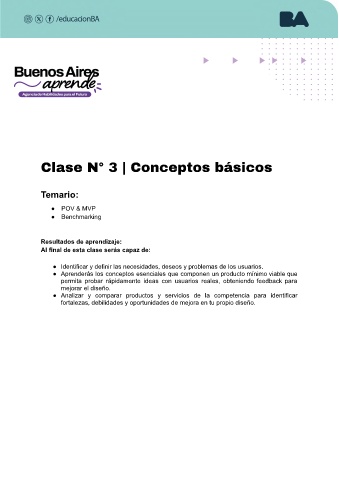 /educacionBA
BA
Buenos Aires
aprende
Agencia de Habilidades para el Futuro
Clase N° 3 | Conceptos básicos
Temario:
● POV & MVP
● Benchmarking
Resultados de aprendizaje:
Al final de esta clase serás capaz de:
● Identificar y definir las necesidades, deseos y problemas de los usuarios.
● Aprenderás los conceptos esenciales que componen un producto mínimo viable que
permita probar rápidamente ideas con usuarios reales, obteniendo feedback para
mejorar el diseño.
● Analizar y comparar productos y servicios de la competencia para identificar
fortalezas, debilidades y oportunidades de mejora en tu propio diseño.